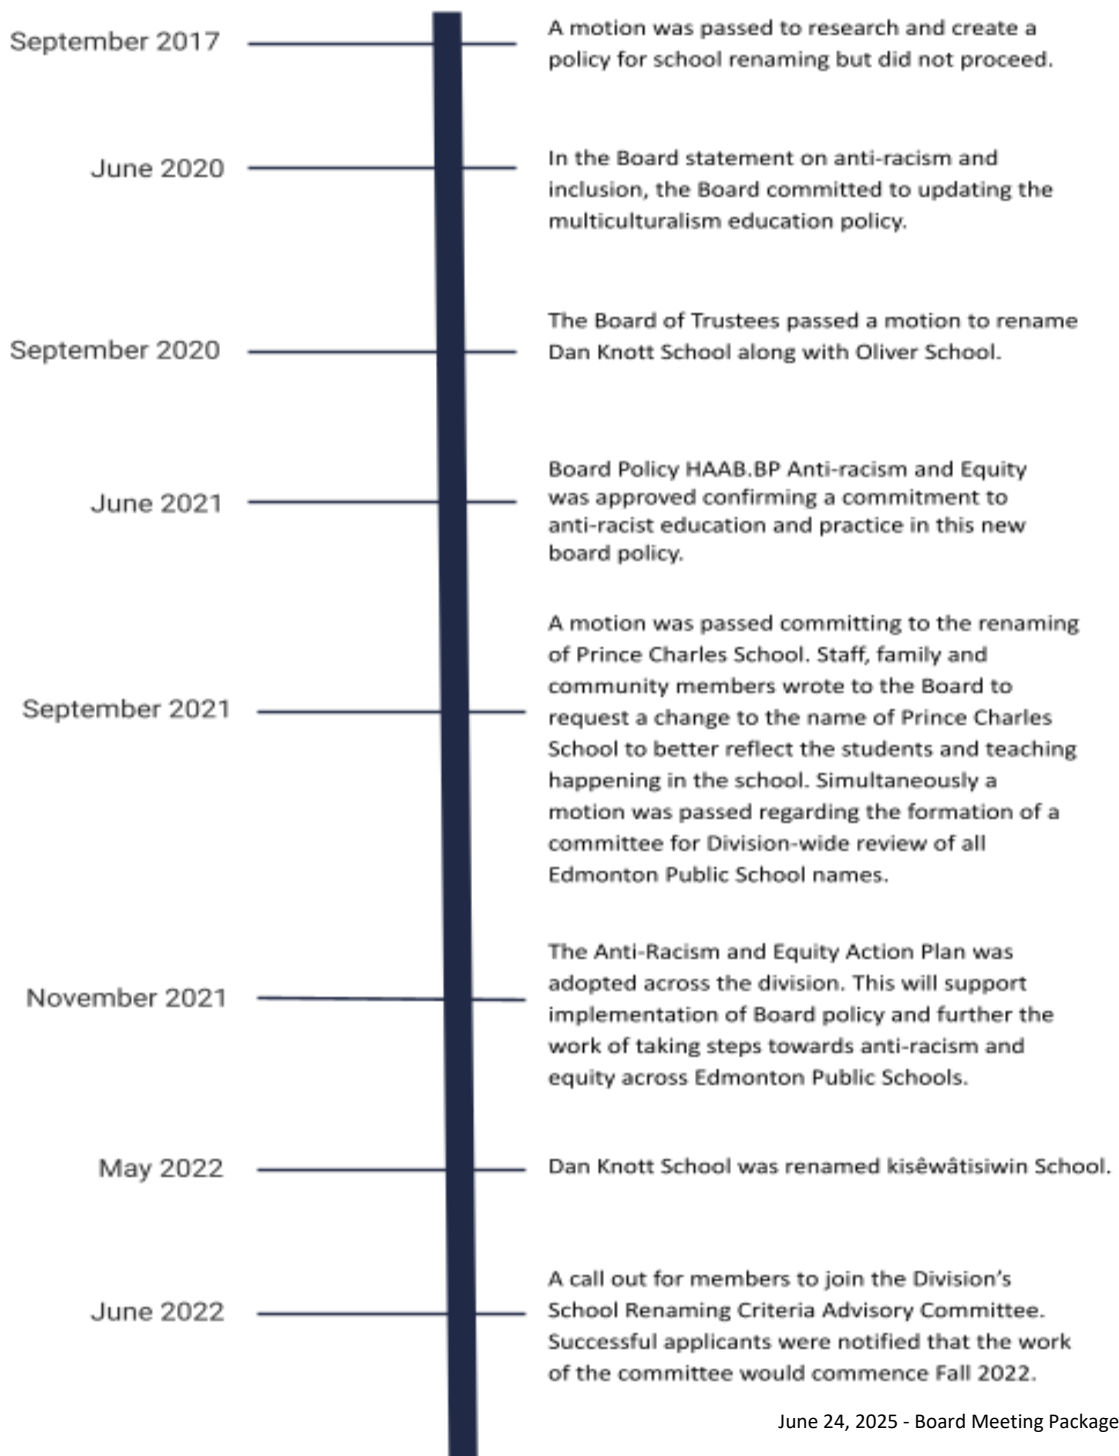 September 2017
A motion was passed to research and create a
policy for school renaming but did not proceed.
June 2020
In the Board statement on anti-racism and
inclusion, the Board committed to updating the
multiculturalism education policy.
September 2020
The Board of Trustees passed a motion to rename
Dan Knott School along with Oliver School.
June 2021
Board Policy HAAB.BP Anti-racism and Equity
was approved confirming a commitment to
anti-racist education and practice in this new
board policy.
September 2021
A motion was passed committing to the renaming
of Prince Charles School. Staff, family and
community members wrote to the Board to
request a change to the name of Prince Charles
School to better reflect the students and teaching
happening in the school. Simultaneously a
motion was passed regarding the formation of a
committee for Division-wide review of all
Edmonton Public School names.
November 2021
The Anti-Racism and Equity Action Plan was
adopted across the division. This will support
implementation of Board policy and further the
work of taking steps towards anti-racism and
equity across Edmonton Public Schools.
May 2022
Dan Knott School was renamed kisêwâtisiwin School.
June 2022
A call out for members to join the Division’s
School Renaming Criteria Advisory Committee.
Successful applicants were notified that the work
of the committee would commence Fall 2022.
June 24, 2025 - Board Meeting Package